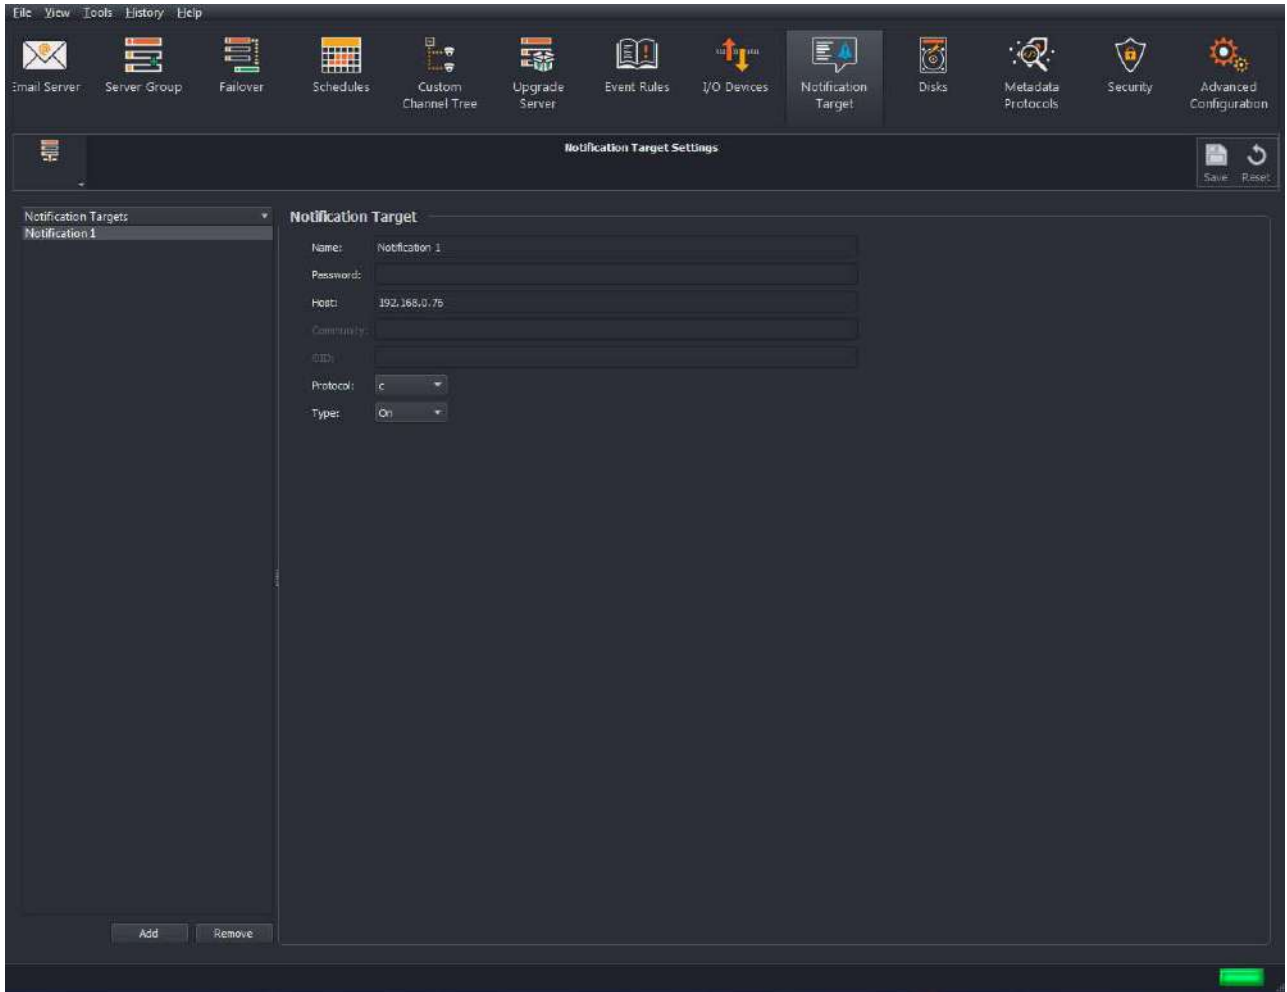 File View Tools History Help
Email Server
Server Group
Failover
Schedules
Custom
Channel Tree
Upgrade
Server
Event Rules
I/O Devices
Notification
Target
Disks
Metadata
Protocols
Security
Advanced
Configuration
Notification Target Settings
Save Reset
Notification Targets
Notification 1
Notification Target
Name: Notification 1
Password:
Host: 192.168.0.76
Community:
OID:
Protocol: c
Type: On
Add Remove